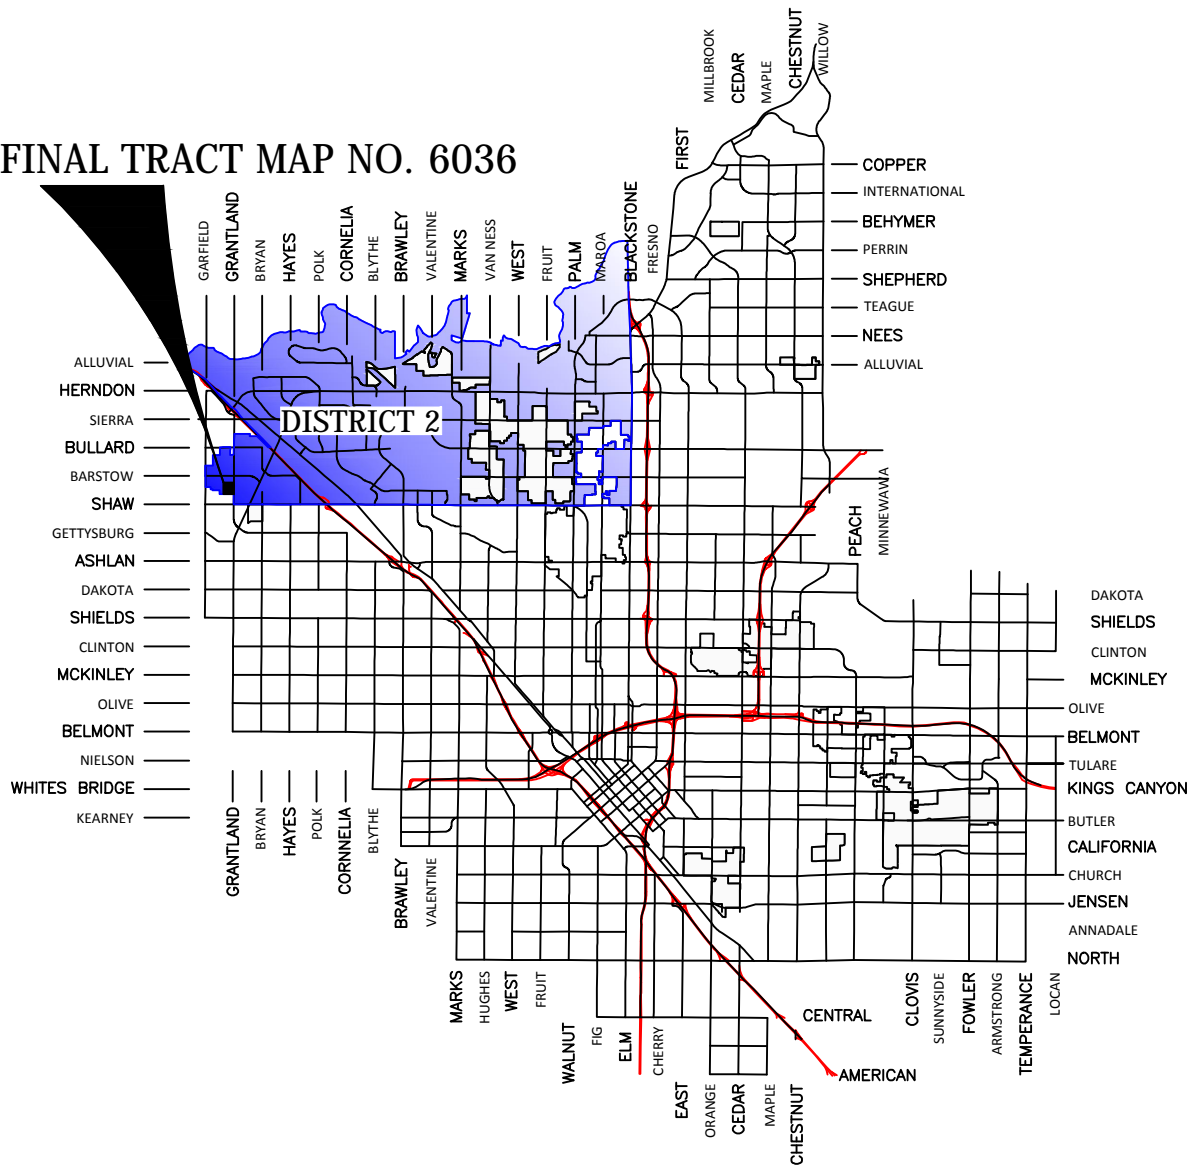 FINAL TRACT MAP NO. 6036
DISTRICT 2
MILLBROOK
CEDAR
MAPLE
CHESTNUT
WILLOW
FIRST
COPPER
INTERNATIONAL
BEHYMER
PERRIN
SHEPHERD
TEAGUE
NEES
ALLUVIAL
GARFIELD
GRANTLAND
BRYAN
HAYES
POLK
CORNELIA
BLYTHE
BRAWLEY
VALENTINE
MARKS
VAN NESS
WEST
FRUIT
PALM
MAROA
BLACKSTONE
FRESNO
ALLUVIAL
HERNDON
SIERRA
BULLARD
BARSTOW
SHAW
GETTYSBURG
ASHLAN
DAKOTA
SHIELDS
CLINTON
MCKINLEY
OLIVE
BELMONT
NIELSON
WHITES BRIDGE
KEARNEY
PEACH
MINNEWAWA
DAKOTA
SHIELDS
CLINTON
MCKINLEY
OLIVE
BELMONT
TULARE
KINGS CANYON
BUTLER
CALIFORNIA
CHURCH
JENSEN
ANNADALE
NORTH
GRANTLAND
BRYAN
HAYES
POLK
CORNNELIA
BLYTHE
BRAWLEY
VALENTINE
MARKS
HUGHES
WEST
FRUIT
WALNUT
FIG
ELM
CHERRY
EAST
ORANGE
CEDAR
MAPLE
CHESTNUT
CENTRAL
AMERICAN
CLOVIS
SUNNYSIDE
FOWLER
ARMSTRONG
TEMPERANCE
LOCAN